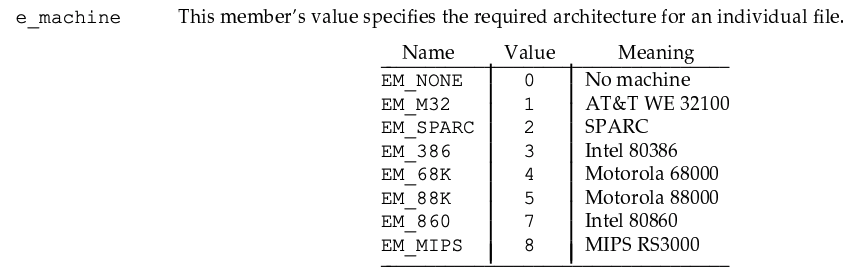 e_machine This member's value specifies the required architecture for an individual file.
Name Value Meaning
EM_NONE 0 No machine
EM_M32 1 AT&T WE 32100
EM_SPARC 2 SPARC
EM_386 3 Intel 80386
EM_68K 4 Motorola 68000
EM_88K 5 Motorola 88000
EM_860 7 Intel 80860
EM_MIPS 8 MIPS RS3000